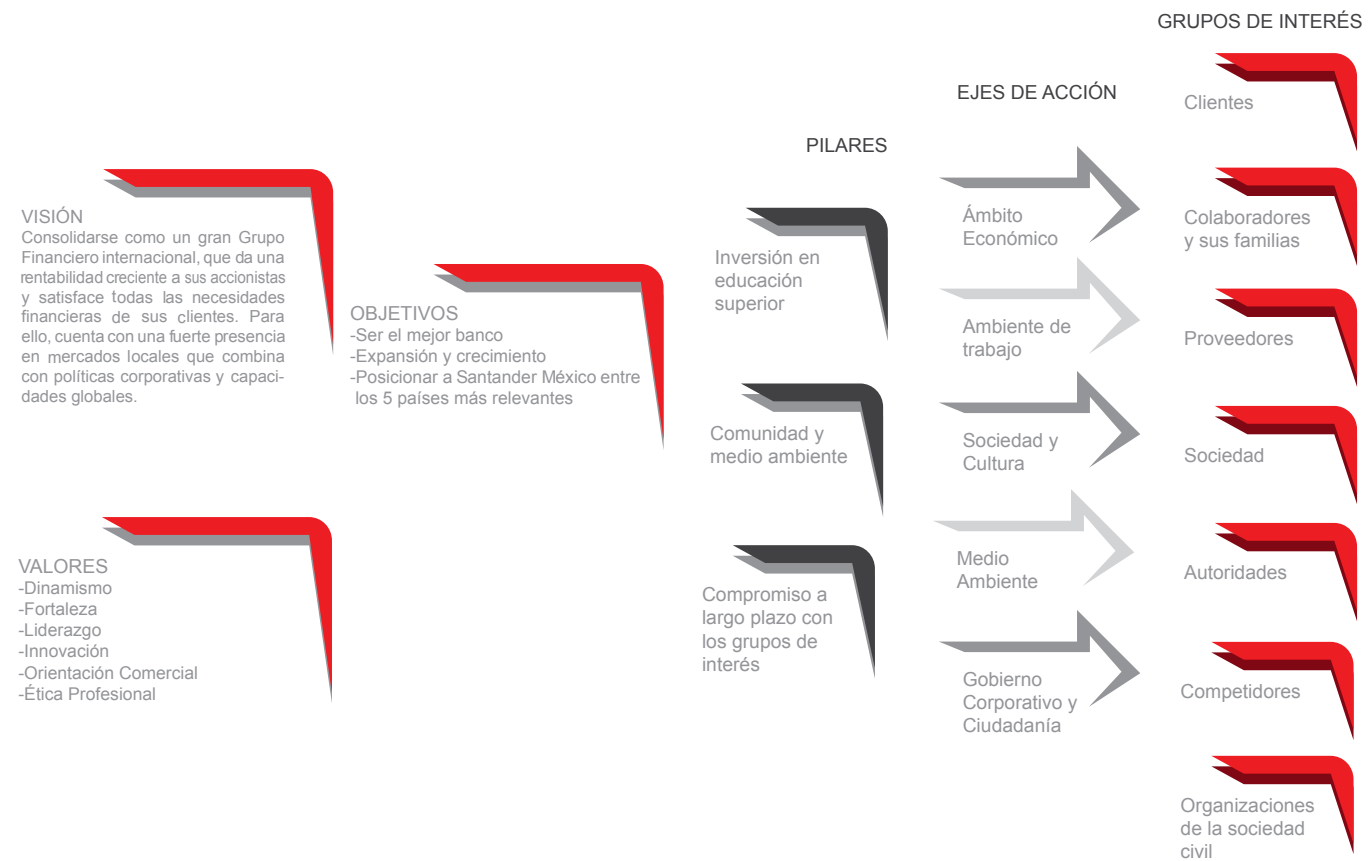 VISIÓN
Consolidarse como un gran Grupo
Financiero internacional, que da una
rentabilidad creciente a sus accionistas
y satisface todas las necesidades
financieras de sus clientes. Para
ello, cuenta con una fuerte presencia
en mercados locales que combina
con políticas corporativas y capaci-
dades globales.
VALORES
-Dinamismo
-Fortaleza
-Liderazgo
-Innovación
-Orientación Comercial
-Ética Profesional
OBJETIVOS
-Ser el mejor banco
-Expansión y crecimiento
-Posicionar a Santander México entre
los 5 países más relevantes
PILARES
Inversión en
educación
superior
Comunidad y
medio ambiente
Compromiso a
largo plazo con
los grupos de
interés
EJES DE ACCIÓN
Ámbito
Económico
Ambiente de
trabajo
Sociedad y
Cultura
Medio
Ambiente
Gobierno
Corporativo y
Ciudadanía
GRUPOS DE INTERÉS
Clientes
Colaboradores
y sus familias
Proveedores
Sociedad
Autoridades
Competidores
Organizaciones
de la sociedad
civil